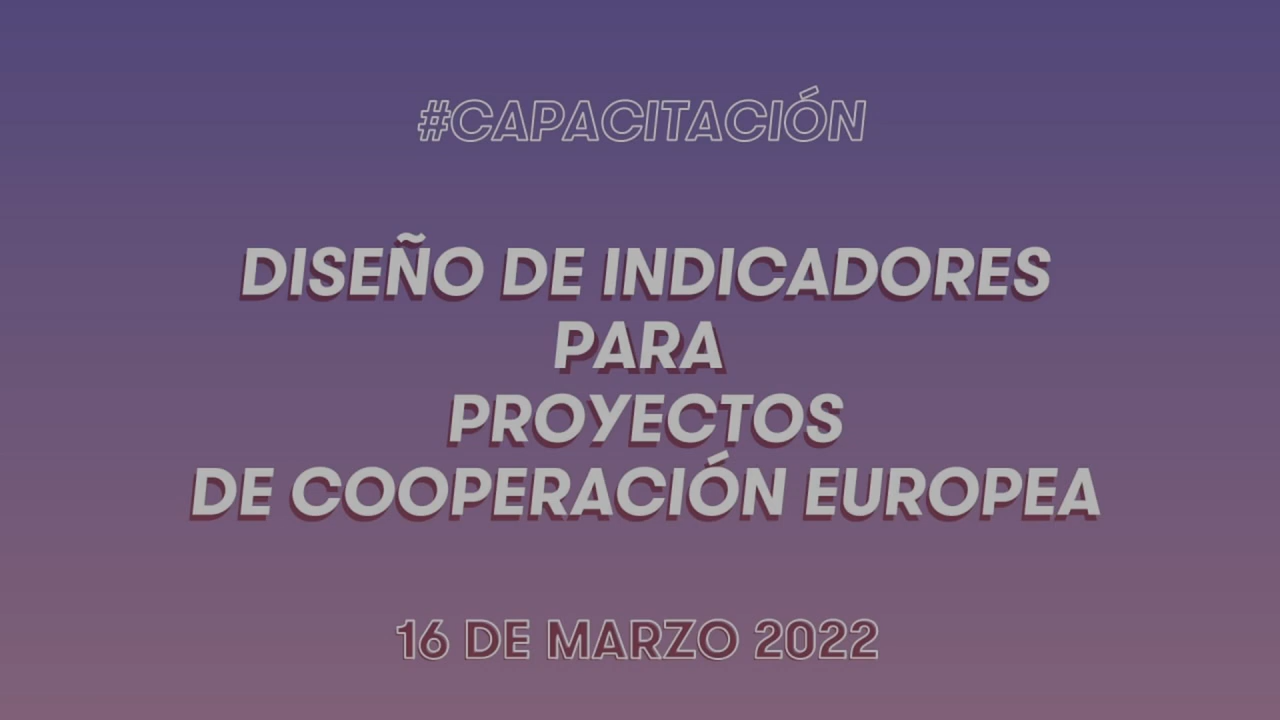 #CAPACITACIÓN
DISEÑO DE INDICADORES
PARA
PROYECTOS
DE COOPERACIÓN EUROPEA
16 DE MARZO 2022